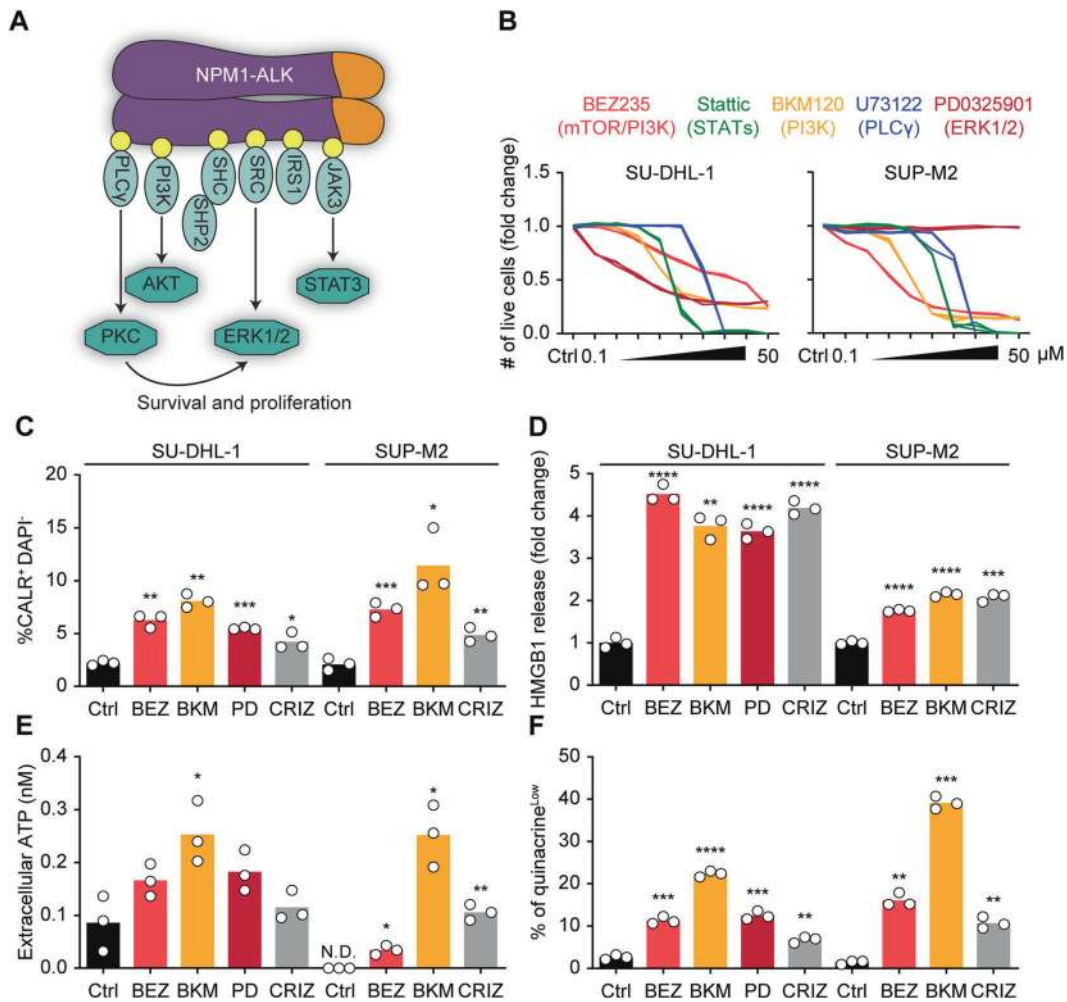 A
NPM1-ALK
PLCγ
PI3K
SHP2
SHC
SRC
IRS1
JAK3
AKT
STAT3
PKC
ERK1/2
Survival and proliferation
B
BEZ235 Stattic BKM120 U73122 PD0325901
(mTOR/PI3K) (STATs) (PI3K) (PLCγ) (ERK1/2)
SU-DHL-1 SUP-M2
# of live cells (fold change)
1.0
0.5
0.0
Ctrl 0.1 50 Ctrl 0.1 50 µM
C
SU-DHL-1 SUP-M2
%CALR+ DAPI-
20
15
10
5
0
** ** *** * *** * **
Ctrl BEZ BKM PD CRIZ Ctrl BEZ BKM CRIZ
D
SU-DHL-1 SUP-M2
HMGB1 release (fold change)
5
4
3
2
1
0
**** ** **** **** **** **** ***
Ctrl BEZ BKM PD CRIZ Ctrl BEZ BKM CRIZ
E
Extracellular ATP (nM)
0.4
0.3
0.2
0.1
0.0
* N.D. * * **
Ctrl BEZ BKM PD CRIZ Ctrl BEZ BKM CRIZ
F
% of quinacrineLow
50
40
30
20
10
0
*** **** *** ** ** *** **
Ctrl BEZ BKM PD CRIZ Ctrl BEZ BKM CRIZ